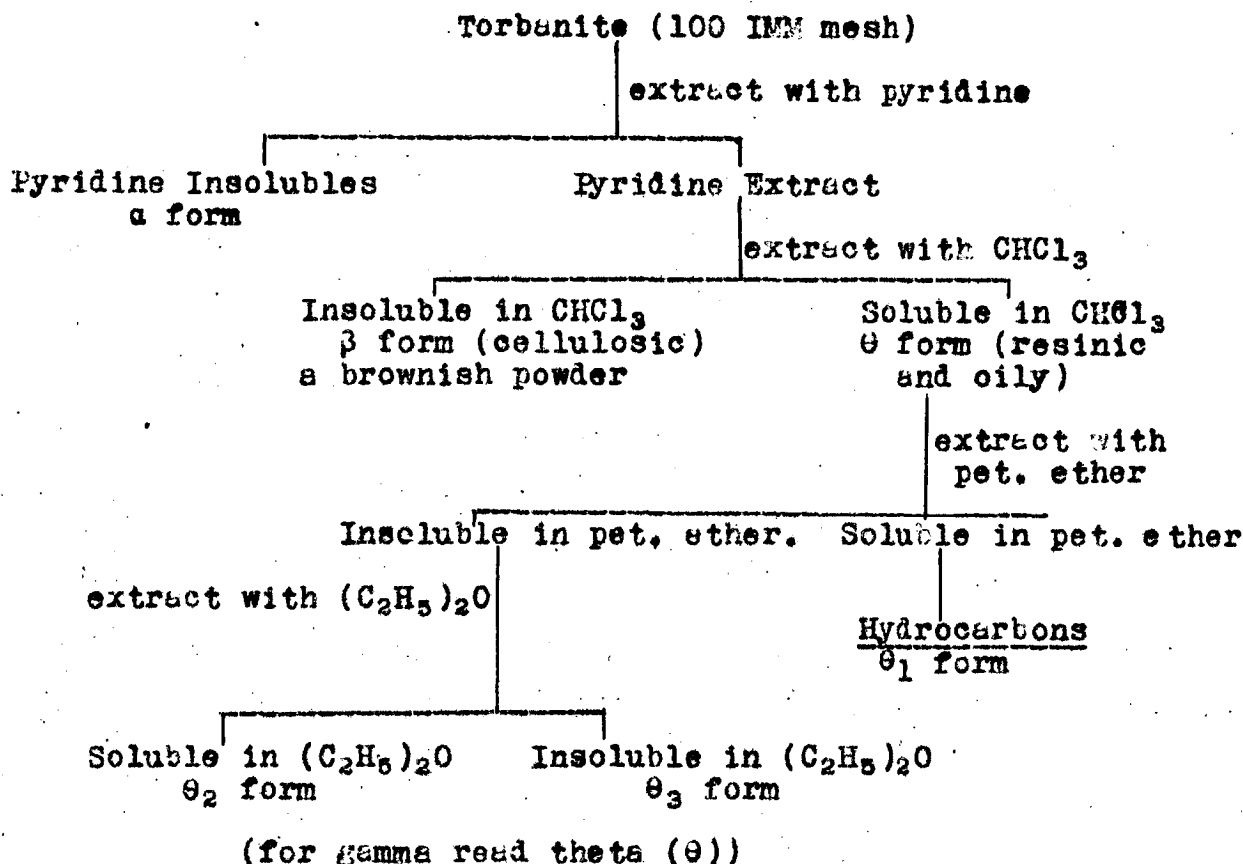 Torbanite (100 IMM mesh)
extract with pyridine
Pyridine Insolubles
α form
Pyridine Extract
extract with CHCl₃
Insoluble in CHCl₃
β form (cellulosic)
a brownish powder
Soluble in CHCl₃
θ form (resinic
and oily)
extract with
pet. ether
Insoluble in pet. ether. Soluble in pet. ether
extract with (C₂H₅)₂O
Hydrocarbons
θ₁ form
Soluble in (C₂H₅)₂O
θ₂ form
Insoluble in (C₂H₅)₂O
θ₃ form
(for gamma read theta (θ))